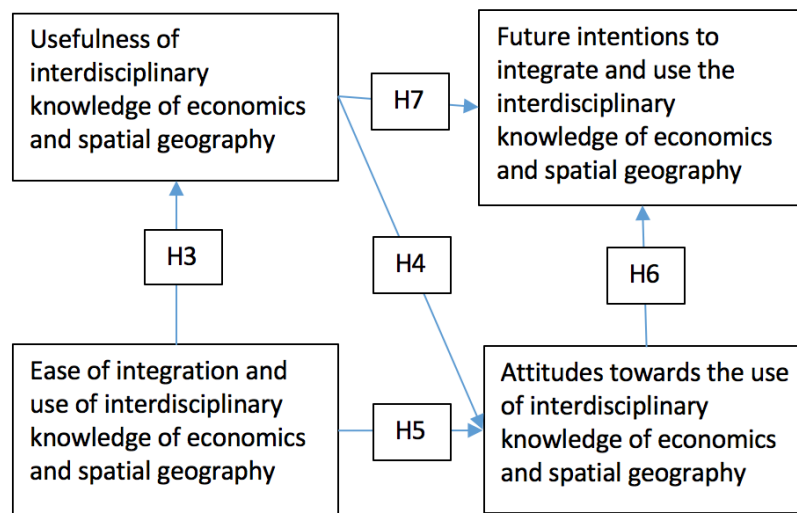 Usefulness of
interdisciplinary
knowledge of economics
and spatial geography
H7
Future intentions to
integrate and use the
interdisciplinary
knowledge of economics
and spatial geography
H3
H4
H6
Ease of integration and
use of interdisciplinary
knowledge of economics
and spatial geography
H5
Attitudes towards the use
of interdisciplinary
knowledge of economics
and spatial geography